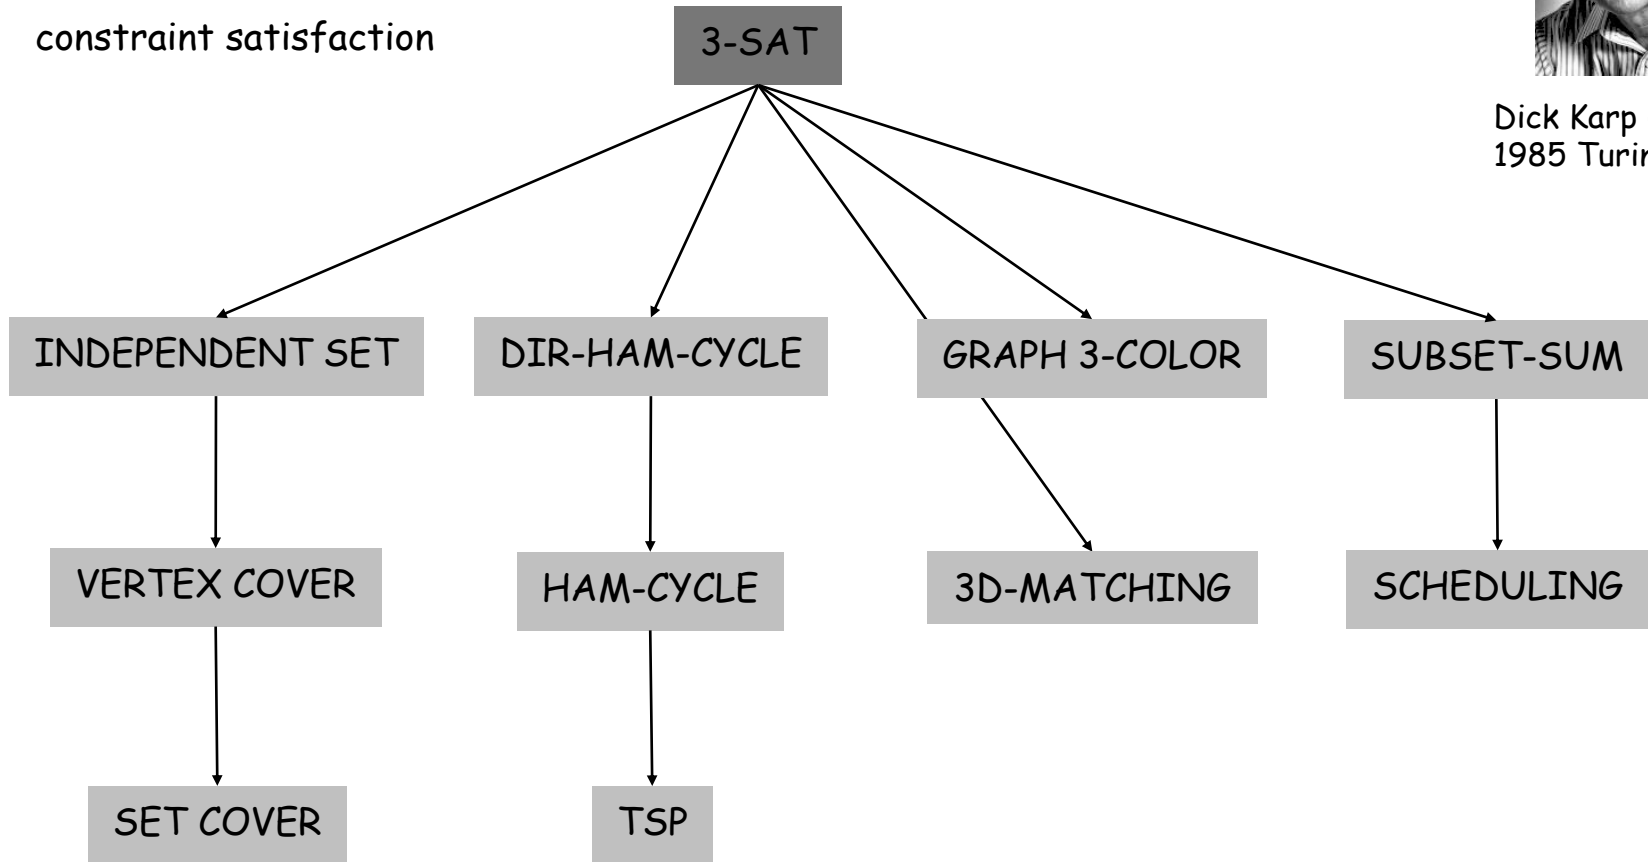 constraint satisfaction
3-SAT
Dick Karp
1985
INDEPENDENT SET
DIR-HAM-CYCLE
GRAPH 3-COLOR
SUBSET-SUM
VERTEX COVER
HAM-CYCLE
3D-MATCHING
SCHEDULING
SET COVER
TSP